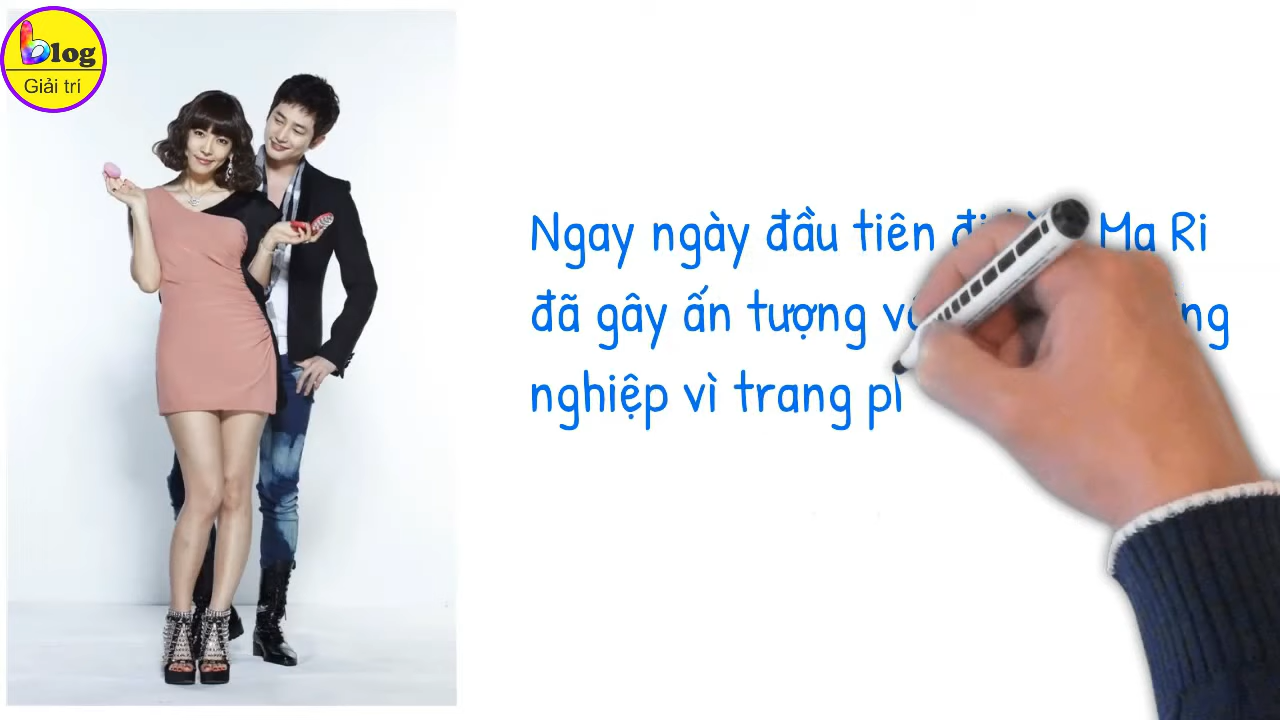 blog
Giải trí
Ngay ngày đầu tiên Ma Ri
đã gây ấn tượng
nghiệp vì trang